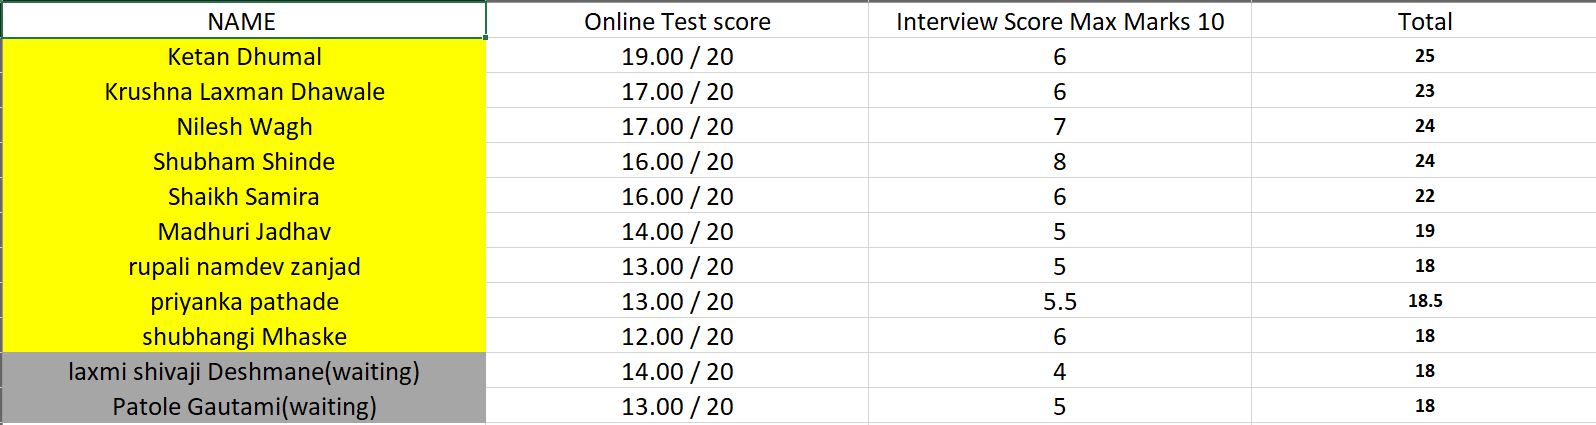 NAME Online Test score Interview Score Max Marks 10 Total
Ketan Dhumal 19.00 / 20 6 25
Krushna Laxman Dhawale 17.00 / 20 6 23
Nilesh Wagh 17.00 / 20 7 24
Shubham Shinde 16.00 / 20 8 24
Shaikh Samira 16.00 / 20 6 22
Madhuri Jadhav 14.00 / 20 5 19
rupali namdev zanjad 13.00 / 20 5 18
priyanka pathade 13.00 / 20 5.5 18.5
shubhangi Mhaske 12.00 / 20 6 18
laxmi shivaji Deshmane(waiting) 14.00 / 20 4 18
Patole Gautami(waiting) 13.00 / 20 5 18